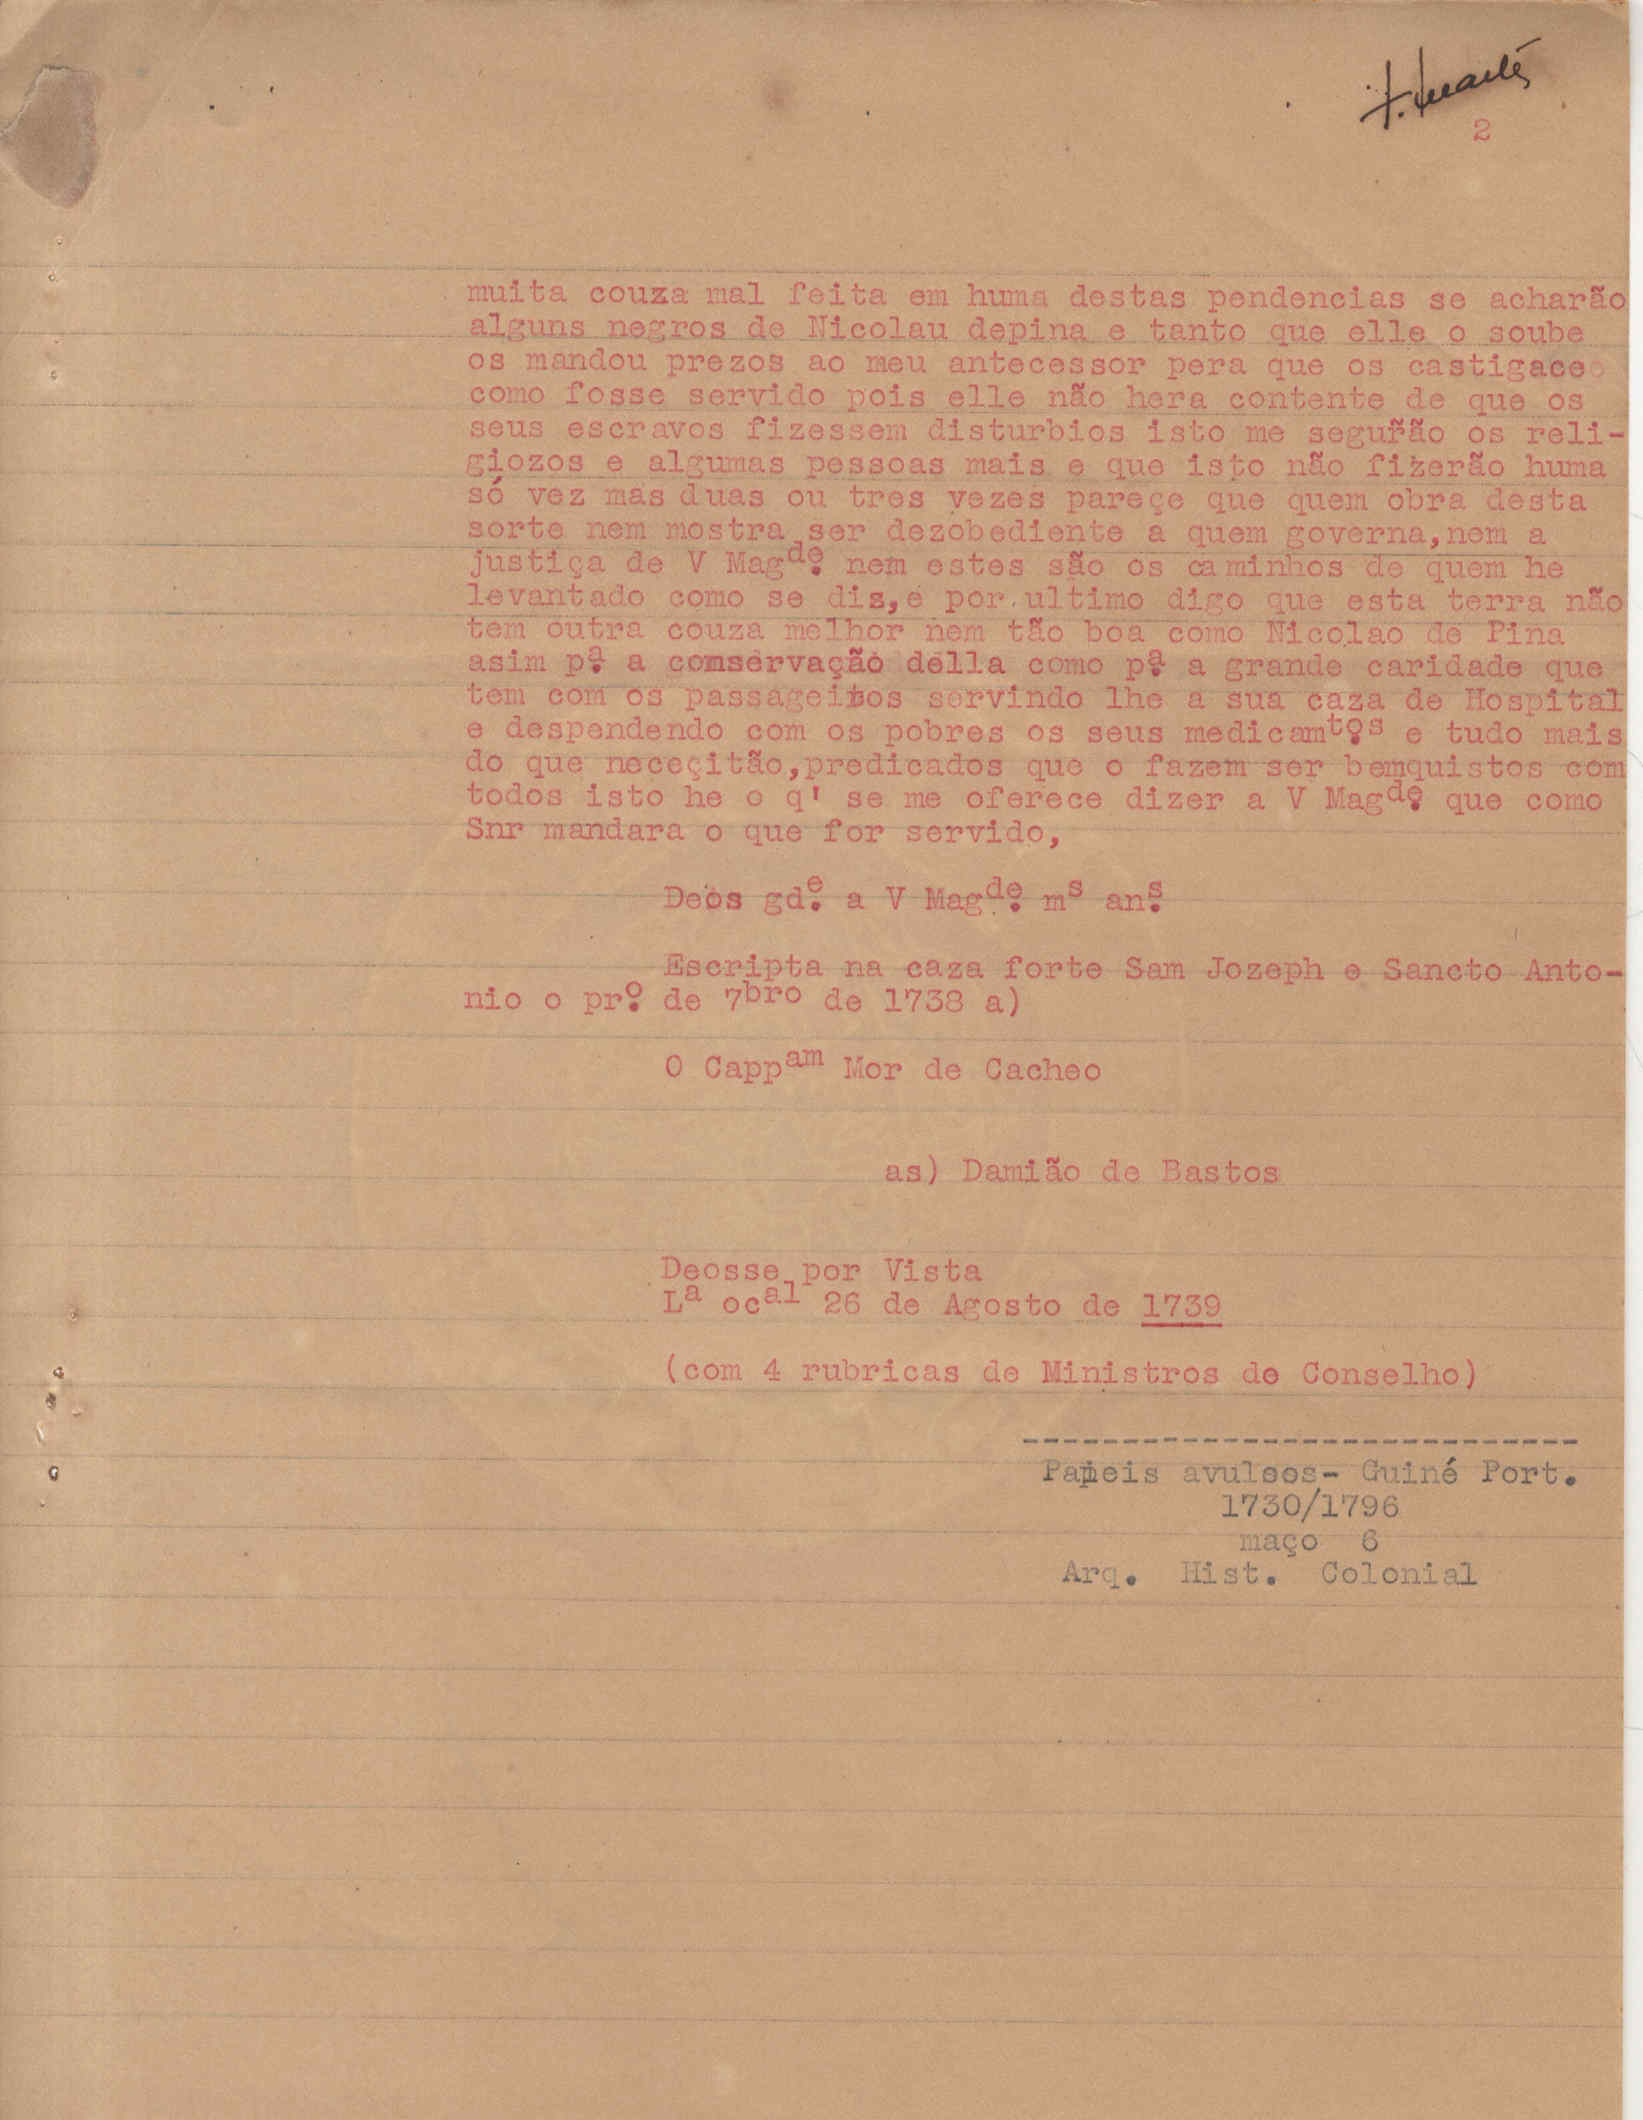 2
muita couza mal feita em huma destas pendencias se acharão
alguns negros de Nicolau depina e tanto que elle o soube
os mandou prezos ao meu antecessor pera que os castigace
como fosse servido pois elle não hera contente de que os
seus escravos fizessem disturbios isto me segurão os reli-
giozos e algumas pessoas mais e que isto não fizerão huma
só vez mas duas ou tres vezes pareçe que quem obra desta
sorte nem mostra ser dezobediente a quem governa,nem a
justiça de V Magde. nem estes são os caminhos de quem he
levantado como se dis,e por ultimo digo que esta terra não
tem outra couza melhor nem tão boa como Nicolao de Pina
asim pª. a comservação della como pª. a grande caridade que
tem com os passageiros servindo lhe a sua caza de Hospital
e despendendo com os pobres os seus medicamtos. e tudo mais
do que neceçitão,predicados que o fazem ser bemquistos com
todos isto he o q' se me oferece dizer a V Magde. que como
Snr mandara o que for servido,
Deos gde. a V Magde. ms ans.
Escripta na caza forte Sam Jozeph e Sancto Anto-
nio o prº. de 7bro de 1738 a)
O Cappam Mor de Cacheo
as) Damião de Bastos
Deosse por Vista
Lª ocal 26 de Agosto de 1739
(com 4 rubricas de Ministros do Conselho)
----------------------------
Papeis avulsos- Guiné Port.
1730/1796
maço 6
Arq. Hist. Colonial